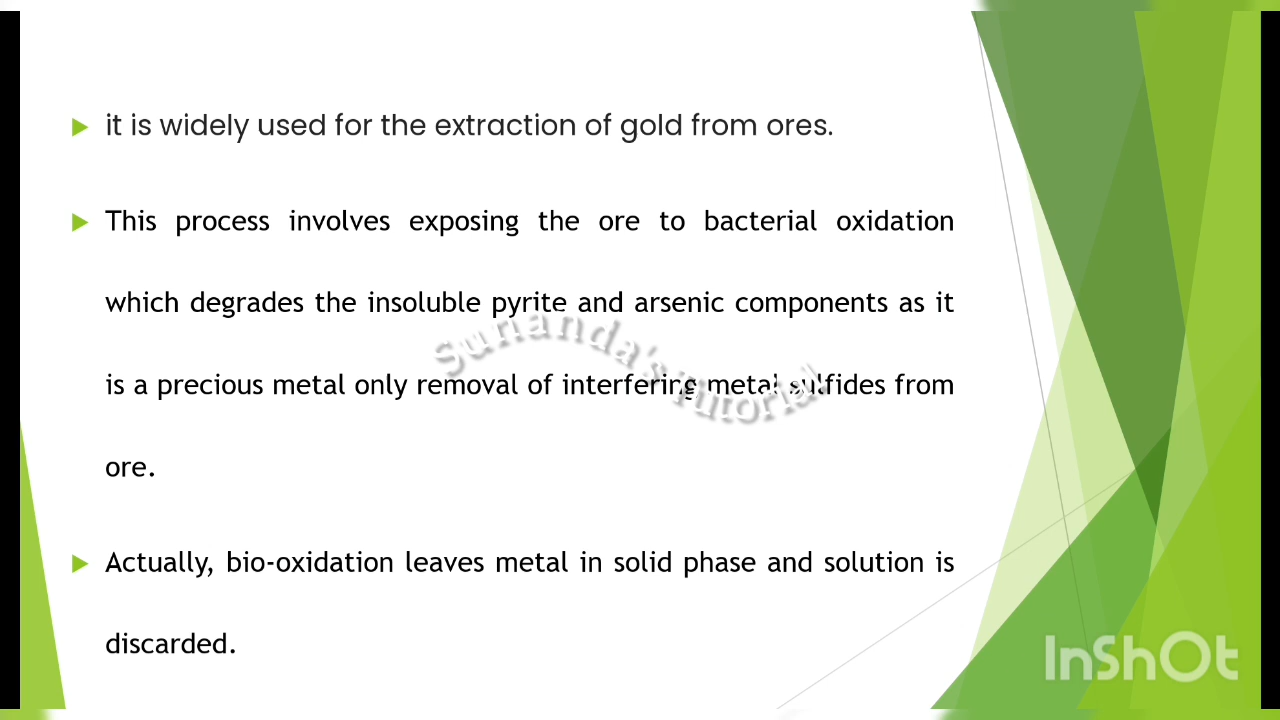 it is widely used for the extraction of gold from ores.
This process involves exposing the ore to bacterial oxidation
which degrades the insoluble pyrite and arsenic components as it
is a precious metal only removal of interfering metal sulfides from
ore.
Sunanda's Tutorial
Actually, bio-oxidation leaves metal in solid phase and solution is
discarded.
InShOt